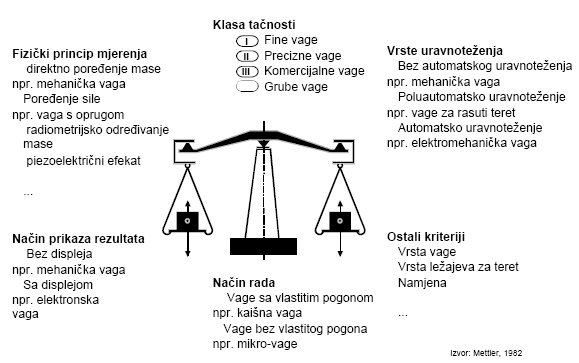 Klasa tačnosti
I Fine vage
II Precizne vage
III Komercijalne vage
Grube vage
Fizički princip mjerenja
direktno poređenje mase
npr. mehanička vaga
Poređenje sile
npr. vaga s oprugom
radiometrijsko određivanje
mase
piezoelektrični efekat
...
Vrste uravnoteženja
Bez automatskog uravnoteženja
npr. mehanička vaga
Poluautomatsko uravnoteženje
npr. vage za rasuti teret
Automatsko uravnoteženje
npr. elektromehanička vaga
Način prikaza rezultata
Bez displeja
npr. mehanička vaga
Sa displejom
npr. elektronska
vaga
Način rada
Vage sa vlastitim pogonom
npr. kaišna vaga
Vage bez vlastitog pogona
npr. mikro-vage
Ostali kriteriji
Vrsta vage
Vrsta ležajeva za teret
Namjena
...
Izvor: Mettler, 1982